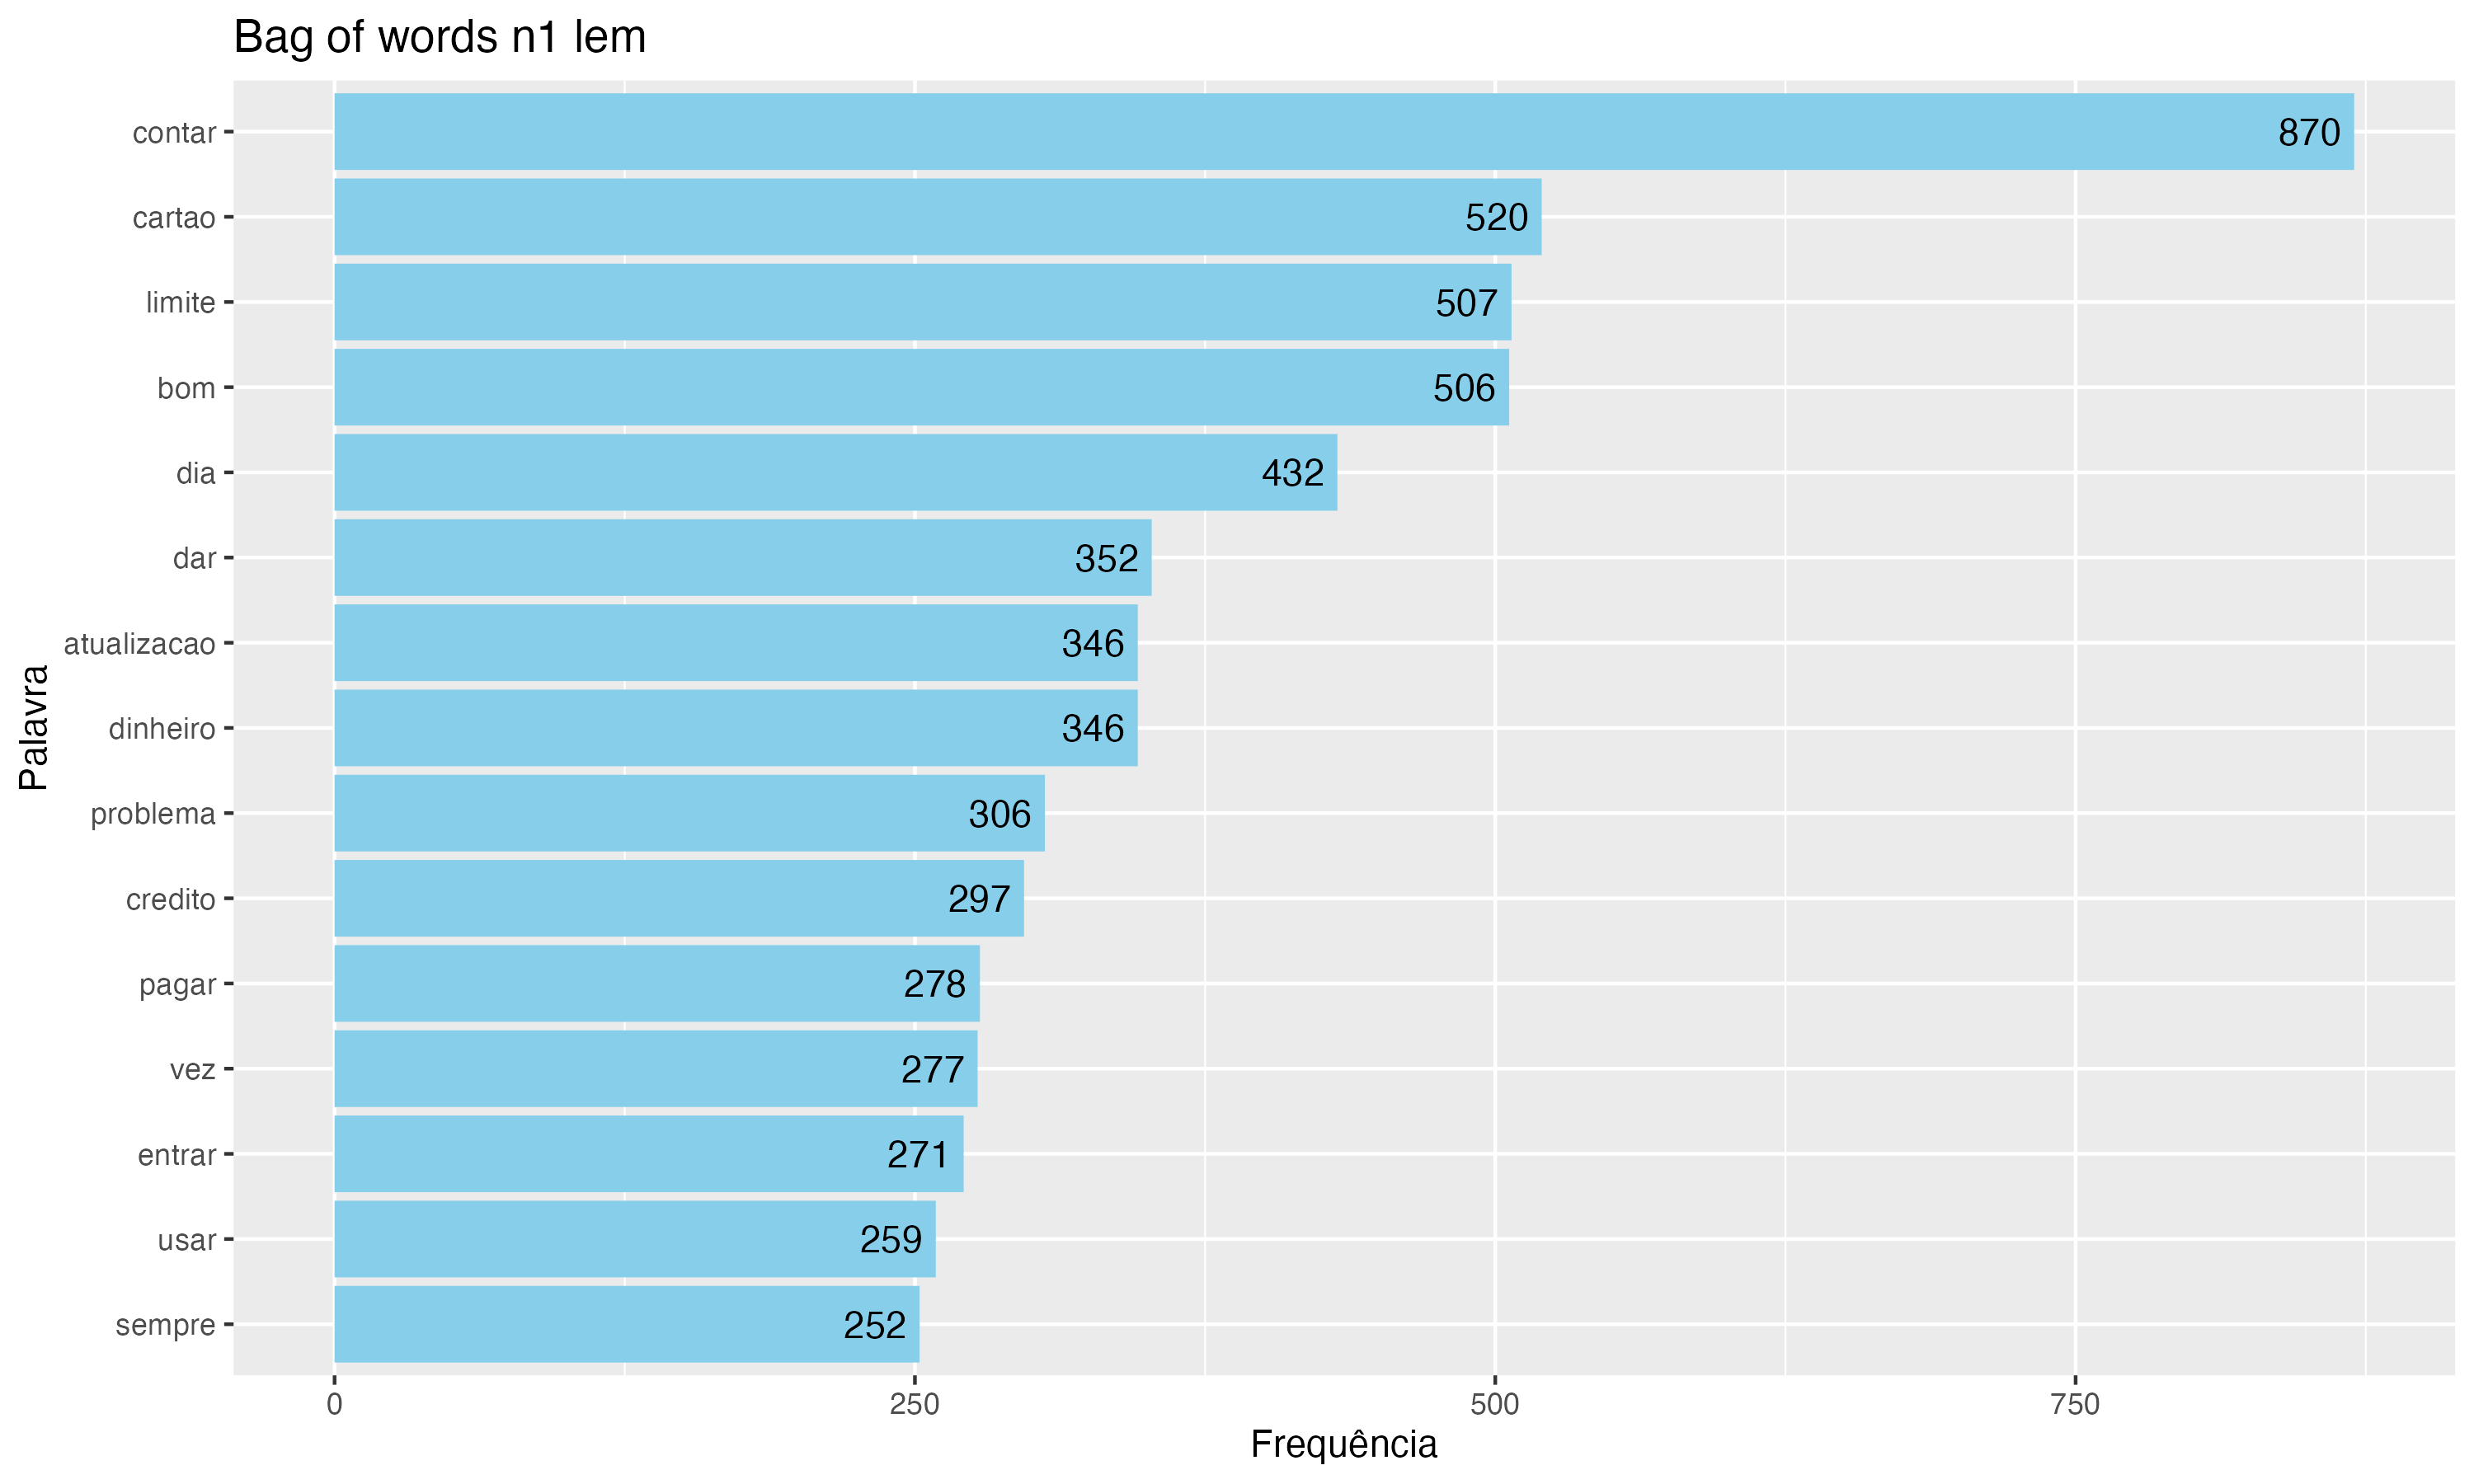 Bag of words n1 lem
Palavra
contar 870
cartao 520
limite 507
bom 506
dia 432
dar 352
atualizacao 346
dinheiro 346
problema 306
credito 297
pagar 278
vez 277
entrar 271
usar 259
sempre 252
0 250 500 750
Frequência